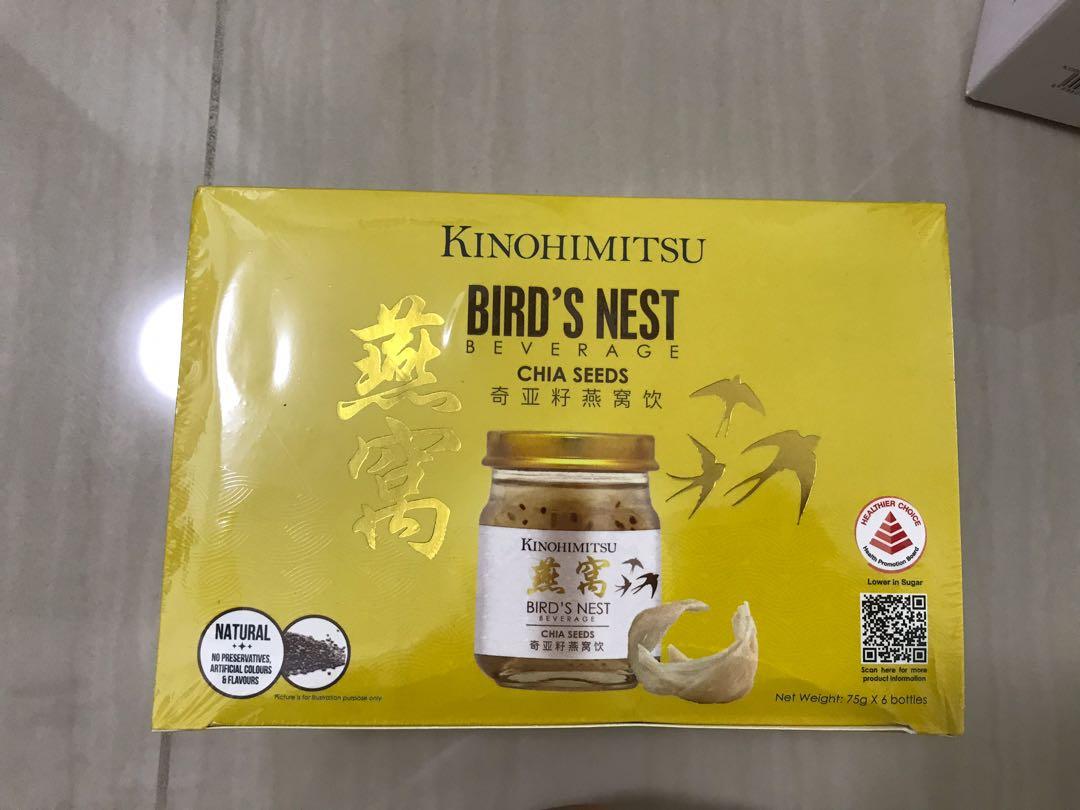 KINOHIMITSU
燕窝
BIRD'S NEST
BEVERAGE
CHIA SEEDS
奇亚籽燕窝饮
KINOHIMITSU
燕窝
BIRD'S NEST
BEVERAGE
CHIA SEEDS
奇亚籽燕窝饮
NATURAL
NO PRESERVATIVES,
ARTIFICIAL COLOURS
& FLAVOURS
Picture is for illustration purpose only
HEALTHIER CHOICE
Health Promotion Board
Lower in Sugar
Scan here for more
product information
Net Weight: 75g X 6 bottles